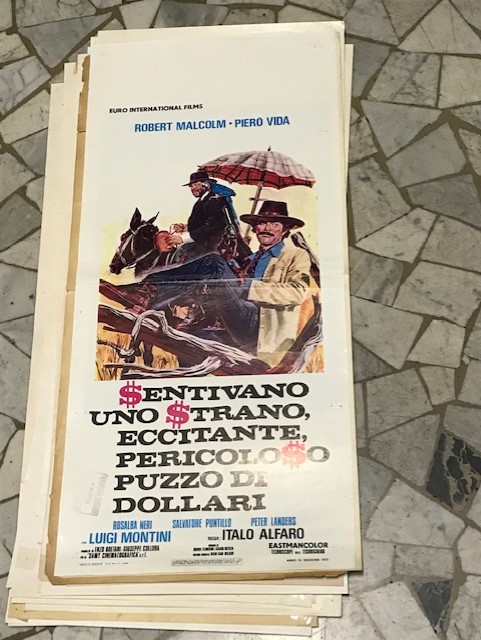 EURO INTERNATIONAL FILMS
ROBERT MALCOLM • PIERO VIDA
$ENTIVANO
UNO $TRANO,
ECCITANTE,
PERICOLO$O
PUZZO DI
DOLLARI
ROSALBA NERI SALVATORE PUNTILLO PETER LANDERS
LUIGI MONTINI ITALO ALFARO
EASTMANCOLOR